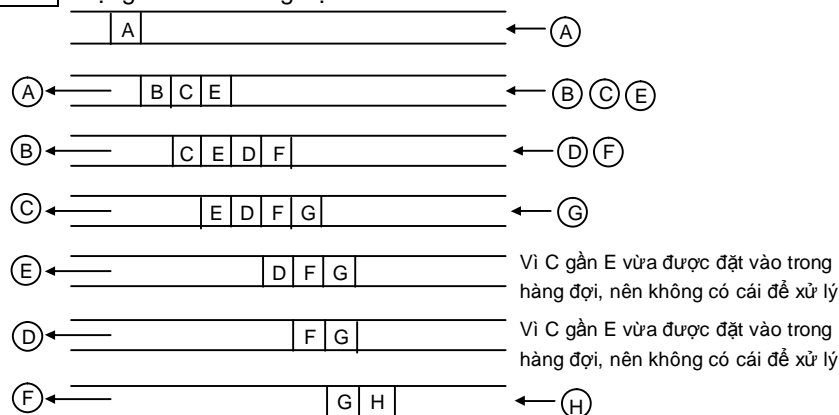 A A
A B C E B C E
B C E D F D F
C E D F G G
E D F G Vì C gần E vừa được đặt vào trong
hàng đợi, nên không có cái để xử lý
D F G Vì C gần E vừa được đặt vào trong
hàng đợi, nên không có cái để xử lý
F G H H